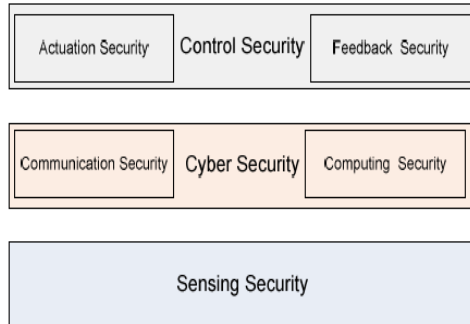 Actuation Security Control Security Feedback Security
Communication Security Cyber Security Computing Security
Sensing Security